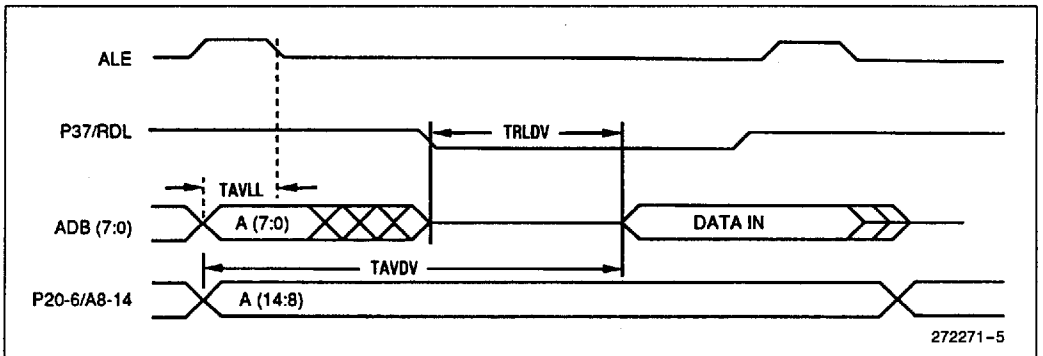 ALE
P37/RDL
TRLDV
TAVLL
ADB (7:0)
A (7:0)
DATA IN
TAVDV
P20-6/A8-14
A (14:8)
272271-5